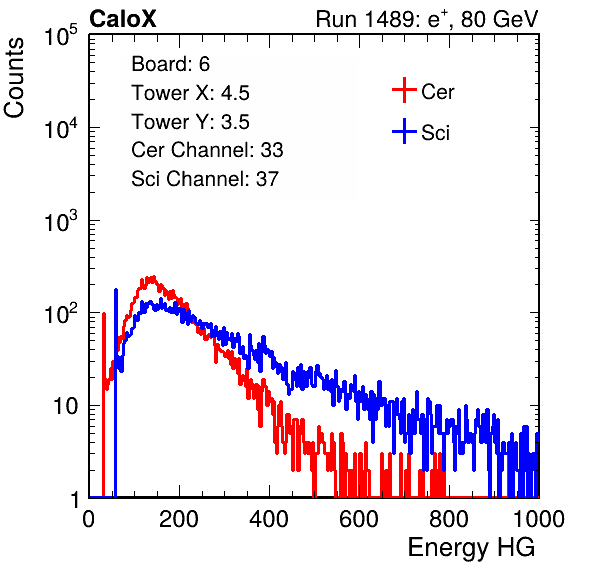 CaloX Run 1489: e+, 80 GeV
Counts
Board: 6
Tower X: 4.5
Tower Y: 3.5
Cer Channel: 33
Sci Channel: 37
Cer
Sci
10^5
10^4
10^3
10^2
10
1
0 200 400 600 800 1000
Energy HG